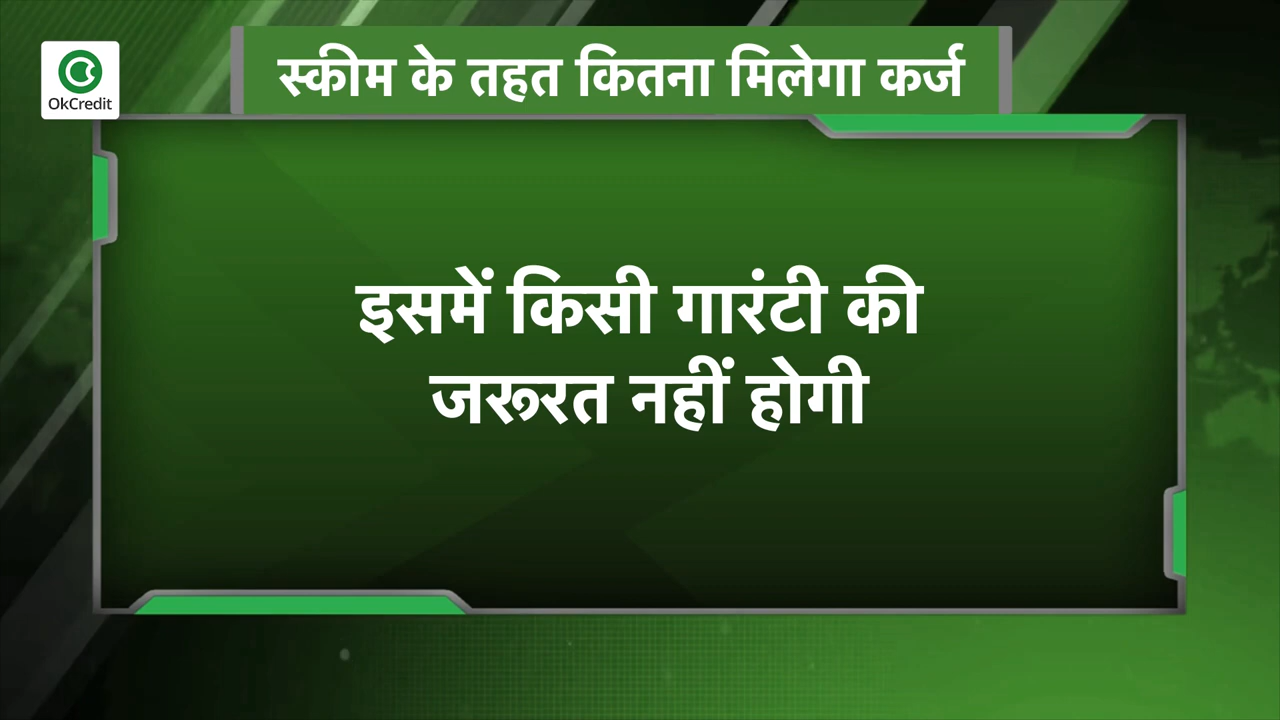 स्कीम के तहत कितना मिलेगा कर्ज
OkCredit
इसमें किसी गारंटी की
जरूरत नहीं होगी